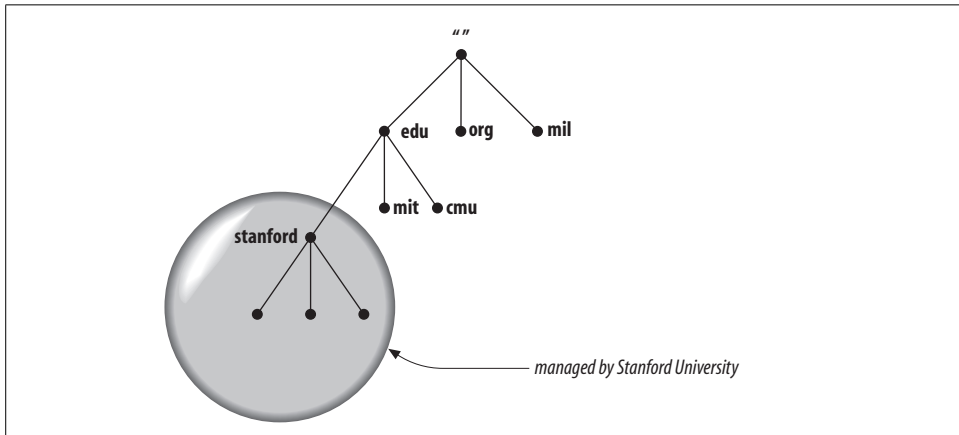 “”
edu
org
mil
mit
cmu
stanford
managed by Stanford University